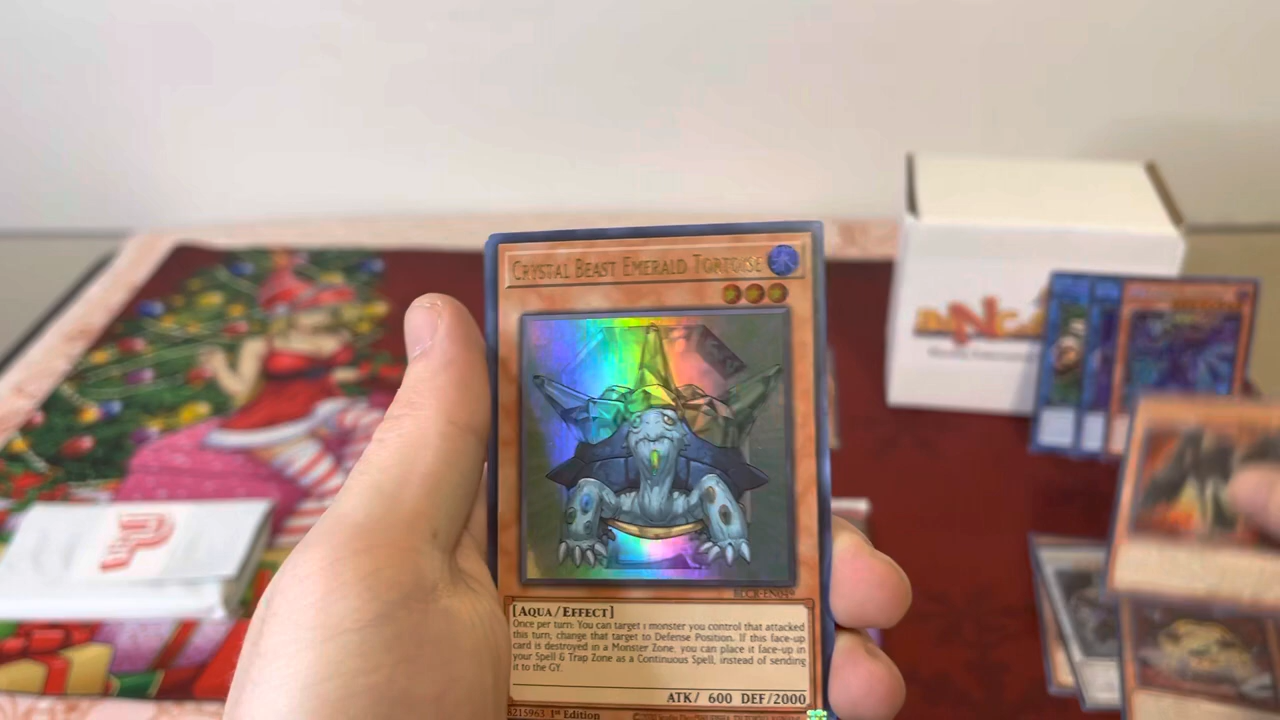 CRYSTAL BEAST EMERALD TORTOISE
BLCR-EN049
[AQUA/EFFECT]
Once per turn: You can target 1 monster you control that attacked
this turn, change that target to Defense Position. If this face-up
card is destroyed in a Monster Zone, you can place it face-up in
your Spell & Trap Zone as a Continuous Spell, instead of sending
it to the GY.
ATK/ 600 DEF/2000
1st Edition